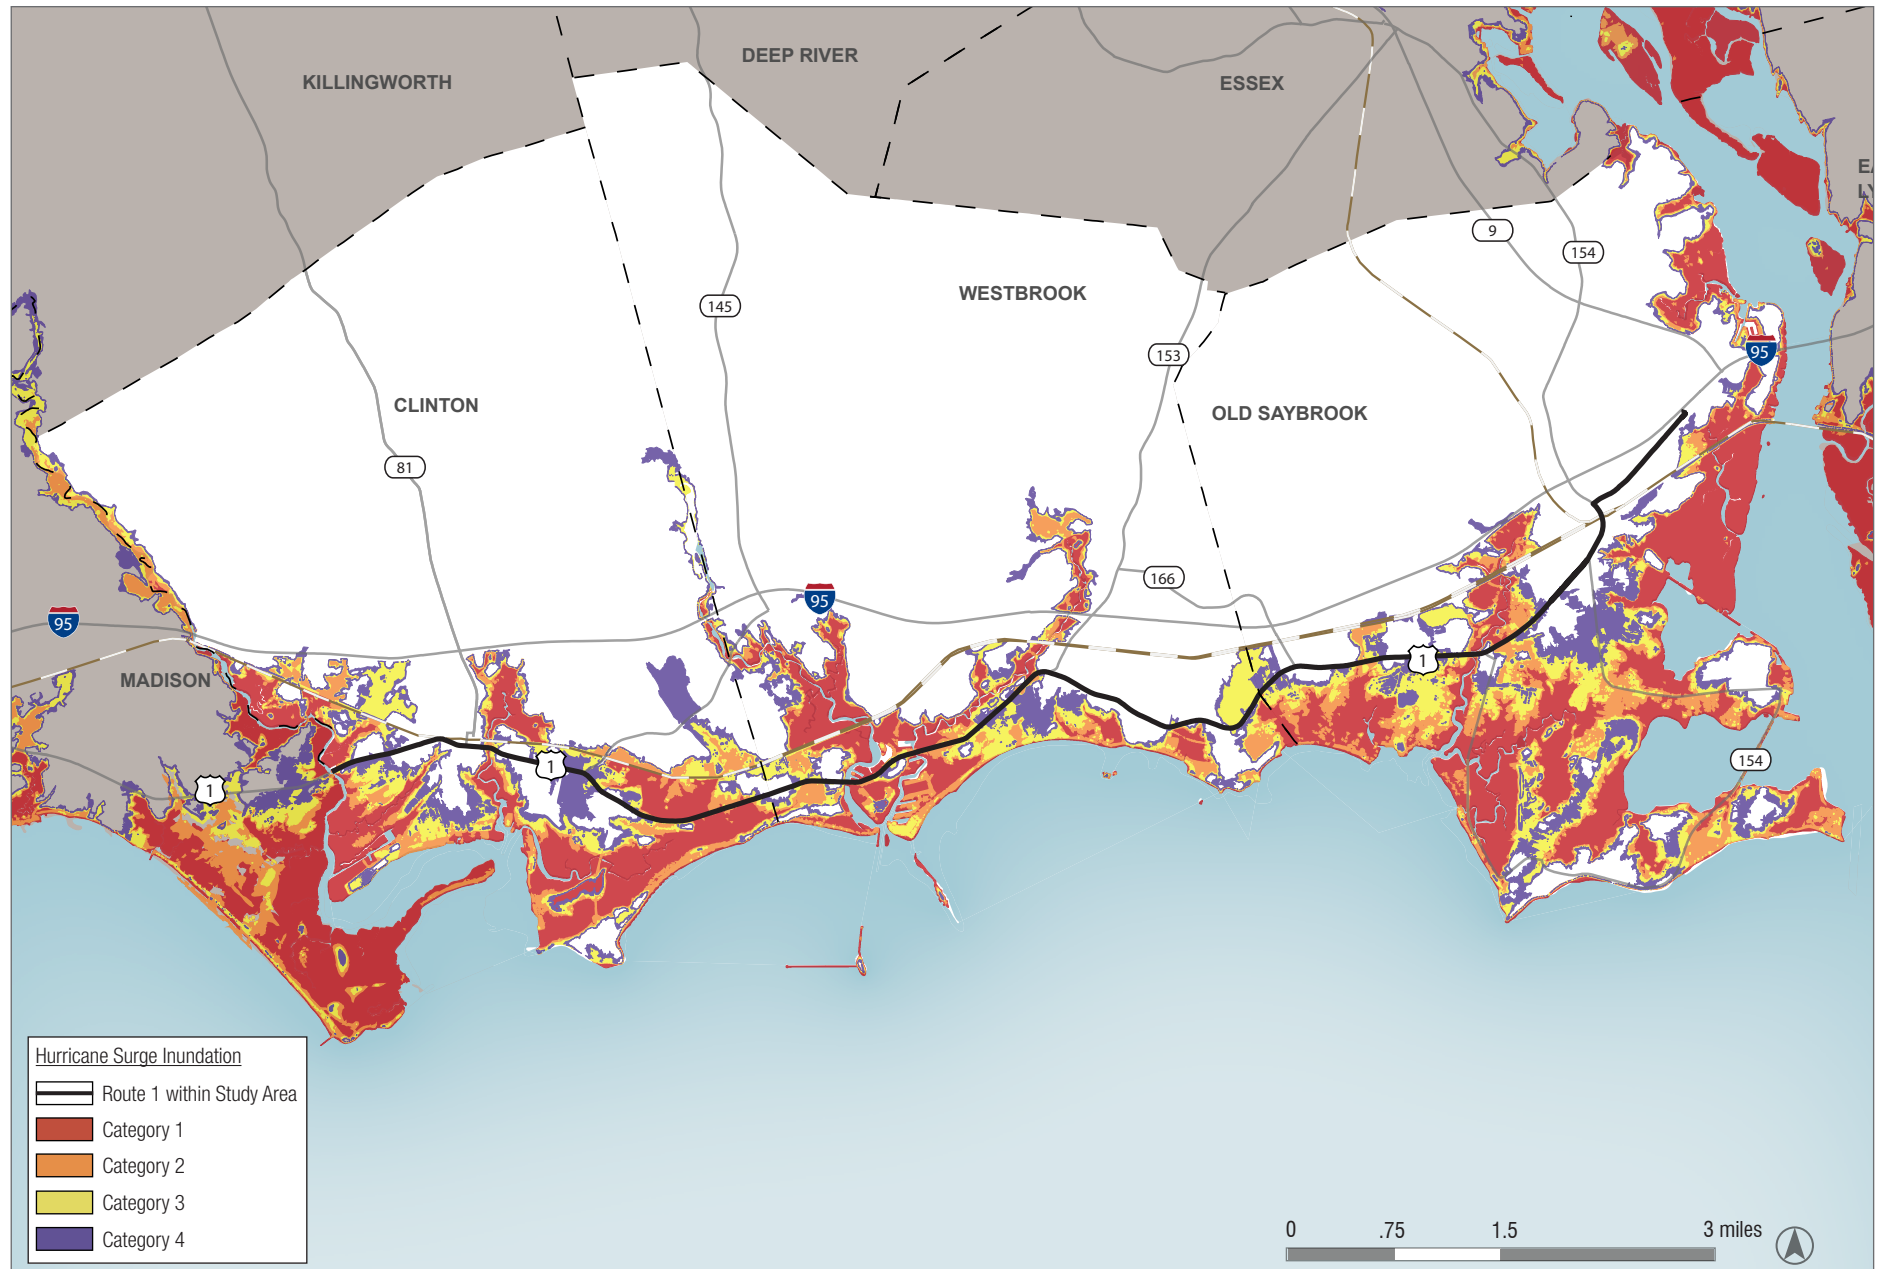 DEEP RIVER
KILLINGWORTH
ESSEX
9
154
WESTBROOK
145
153
95
CLINTON
OLD SAYBROOK
81
166
95
95
MADISON
1
1
1
154
Hurricane Surge Inundation
Route 1 within Study Area
Category 1
Category 2
Category 3
Category 4
0 .75 1.5 3 miles